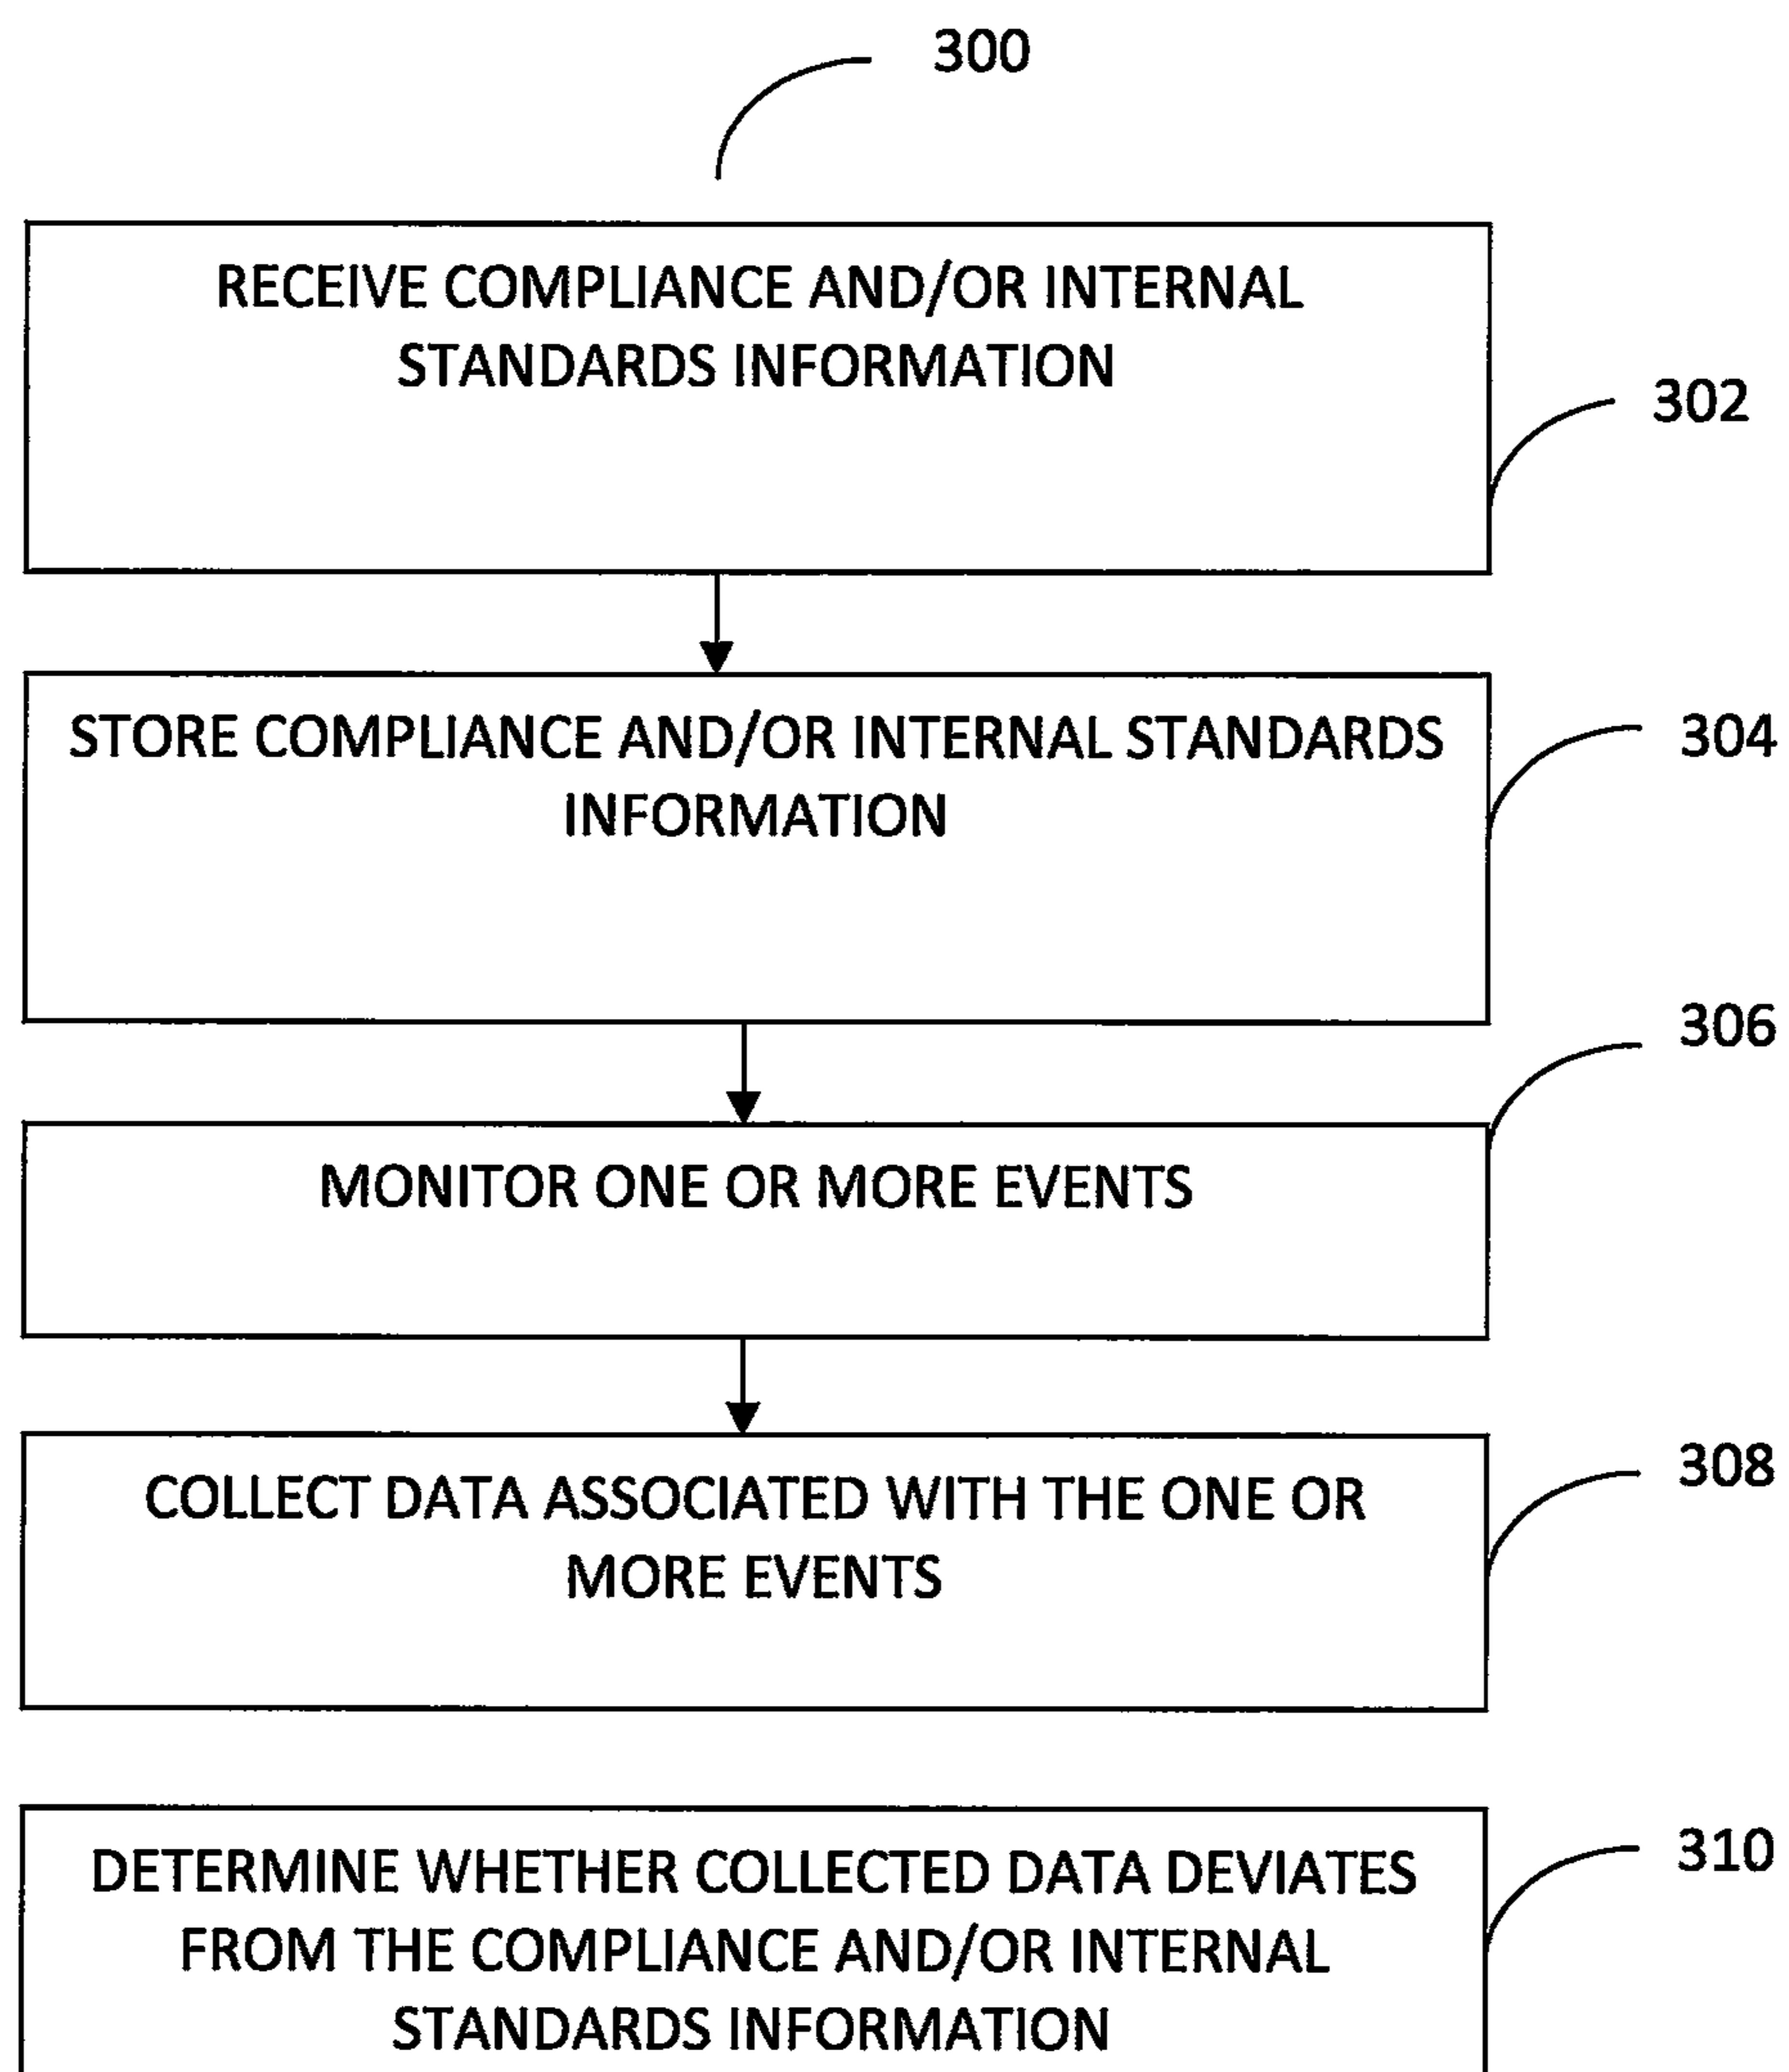 300
RECEIVE COMPLIANCE AND/OR INTERNAL
STANDARDS INFORMATION
302
STORE COMPLIANCE AND/OR INTERNAL STANDARDS
INFORMATION
304
306
MONITOR ONE OR MORE EVENTS
COLLECT DATA ASSOCIATED WITH THE ONE OR
MORE EVENTS
308
DETERMINE WHETHER COLLECTED DATA DEVIATES
FROM THE COMPLIANCE AND/OR INTERNAL
STANDARDS INFORMATION
310